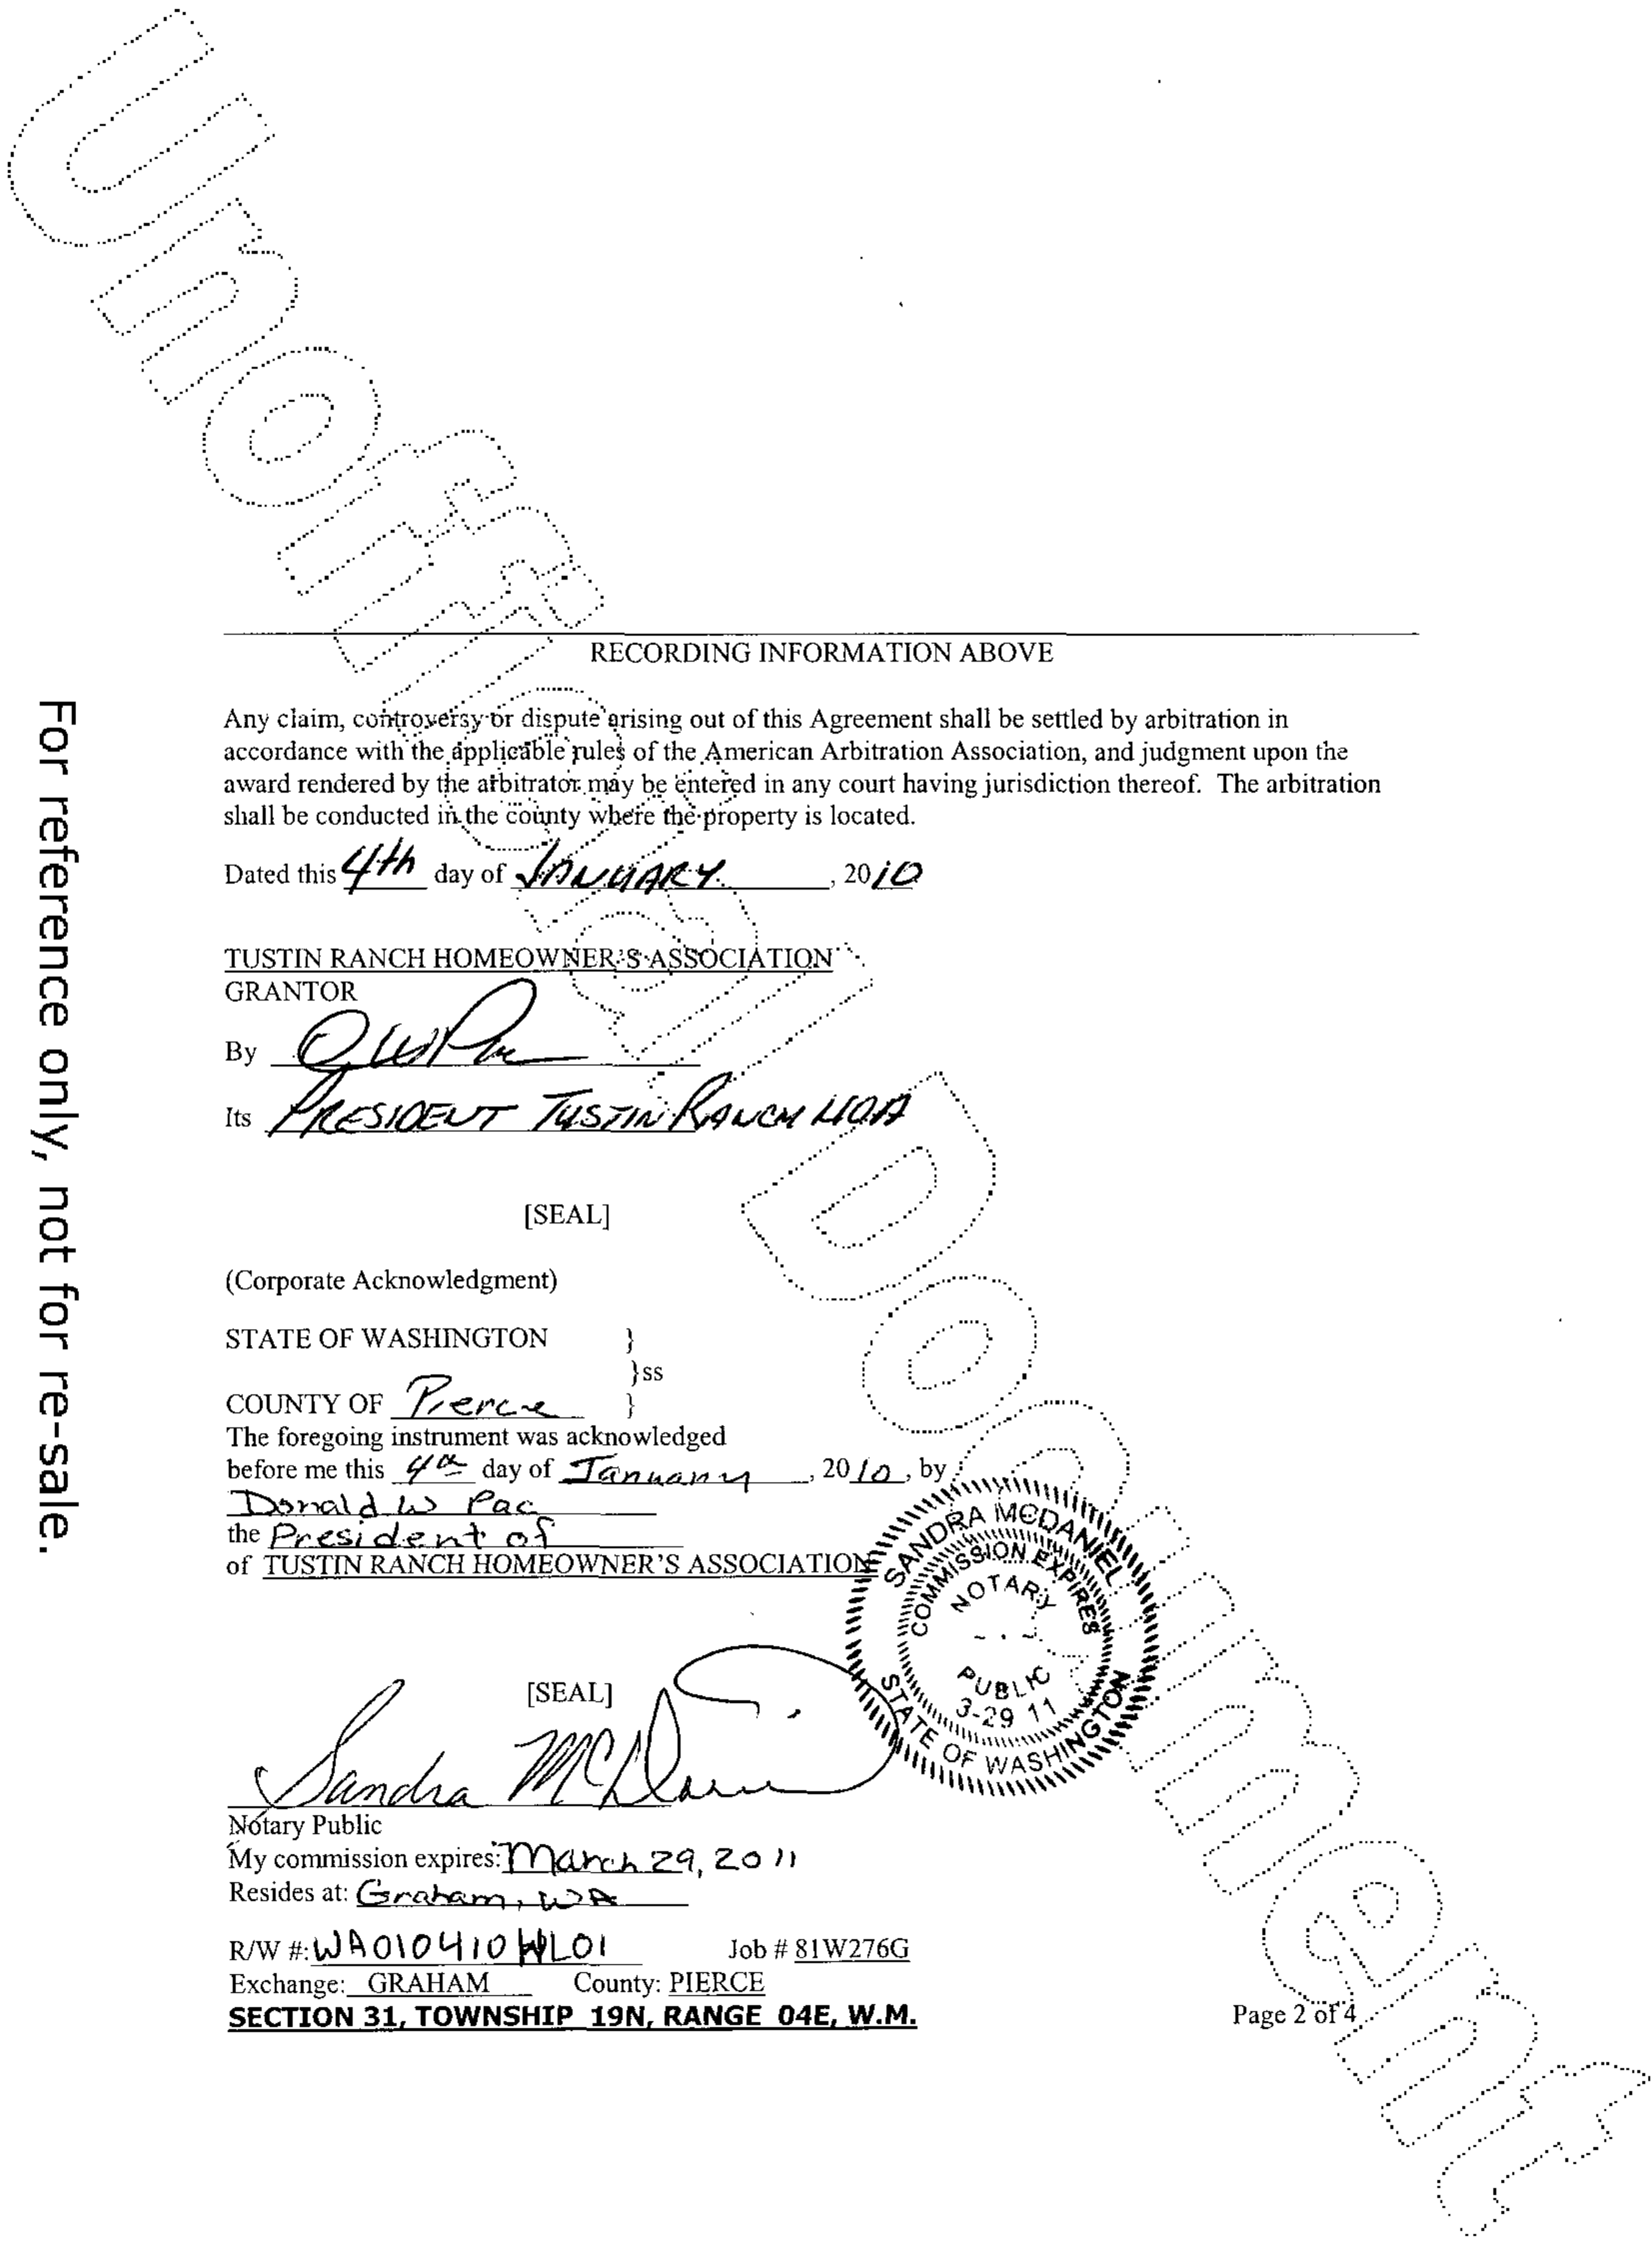 Unofficial Document
For reference only, not for re-sale.
RECORDING INFORMATION ABOVE
Any claim, controversy or dispute arising out of this Agreement shall be settled by arbitration in
accordance with the applicable rules of the American Arbitration Association, and judgment upon the
award rendered by the arbitrator may be entered in any court having jurisdiction thereof. The arbitration
shall be conducted in the county where the property is located.
Dated this 4th day of JANUARY, 2010
TUSTIN RANCH HOMEOWNER'S ASSOCIATION
GRANTOR
By
Its PRESIDENT TUSTIN RANCH HOA
[SEAL]
(Corporate Acknowledgment)
STATE OF WASHINGTON }
}ss
COUNTY OF Pierce }
The foregoing instrument was acknowledged
before me this 4th day of January, 2010, by
Donald W Pac
the President of
of TUSTIN RANCH HOMEOWNER'S ASSOCIATION
SANDRA MCDANIEL
COMMISSION EXPIRES
NOTARY
PUBLIC
3-29 11
STATE OF WASHINGTON
[SEAL]
Sandra McDaniel
Notary Public
My commission expires: March 29, 2011
Resides at: Graham, WA
R/W #: WA010410WL01 Job # 81W276G
Exchange: GRAHAM County: PIERCE
SECTION 31, TOWNSHIP 19N, RANGE 04E, W.M.
Page 2 of 4